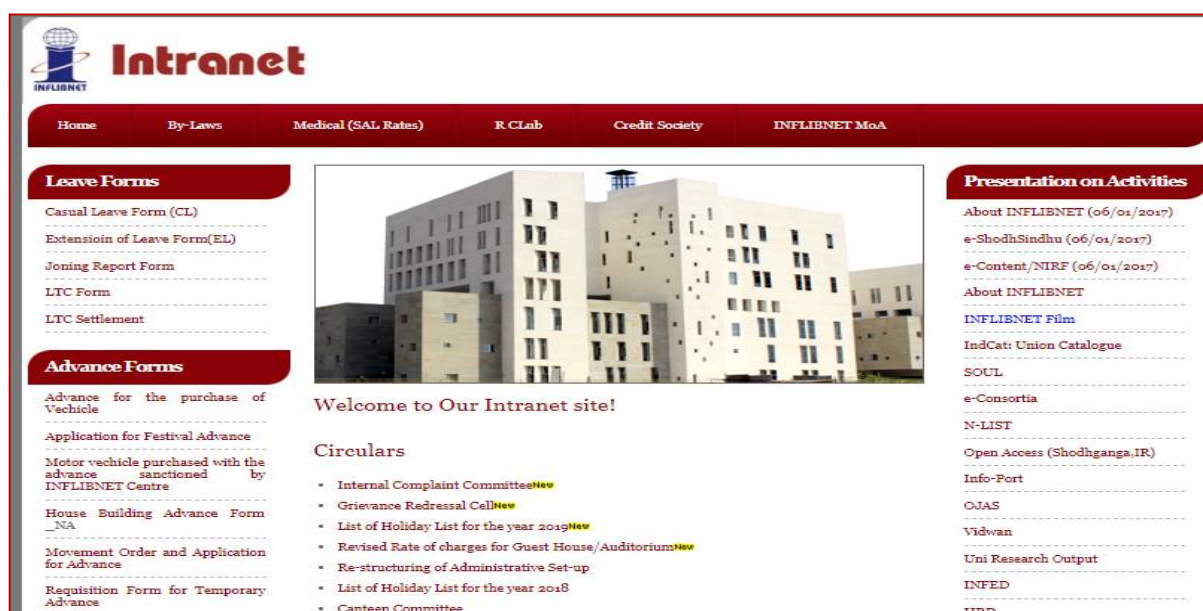 INFLIBNET
Intranet
Home
By-Laws
Medical (SAL Rates)
R CLub
Credit Society
INFLIBNET MoA
Leave Forms
Casual Leave Form (CL)
Extensioin of Leave Form(EL)
Joning Report Form
LTC Form
LTC Settlement
Advance Forms
Advance for the purchase of
Vechicle
Application for Festival Advance
Motor vechicle purchased with the
advance sanctioned by
INFLIBNET Centre
House Building Advance Form
_NA
Movement Order and Application
for Advance
Requisition Form for Temporary
Advance
Welcome to Our Intranet site!
Circulars
Internal Complaint CommitteeNew
Grievance Redressal CellNew
List of Holiday List for the year 2019New
Revised Rate of charges for Guest House/AuditoriumNew
Re-structuring of Administrative Set-up
List of Holiday List for the year 2018
Canteen Committee
Presentation on Activities
About INFLIBNET (06/01/2017)
e-ShodhSindhu (06/01/2017)
e-Content/NIRF (06/01/2017)
About INFLIBNET
INFLIBNET Film
IndCat: Union Catalogue
SOUL
e-Consortia
N-LIST
Open Access (Shodhganga,IR)
Info-Port
OJAS
Vidwan
Uni Research Output
INFED